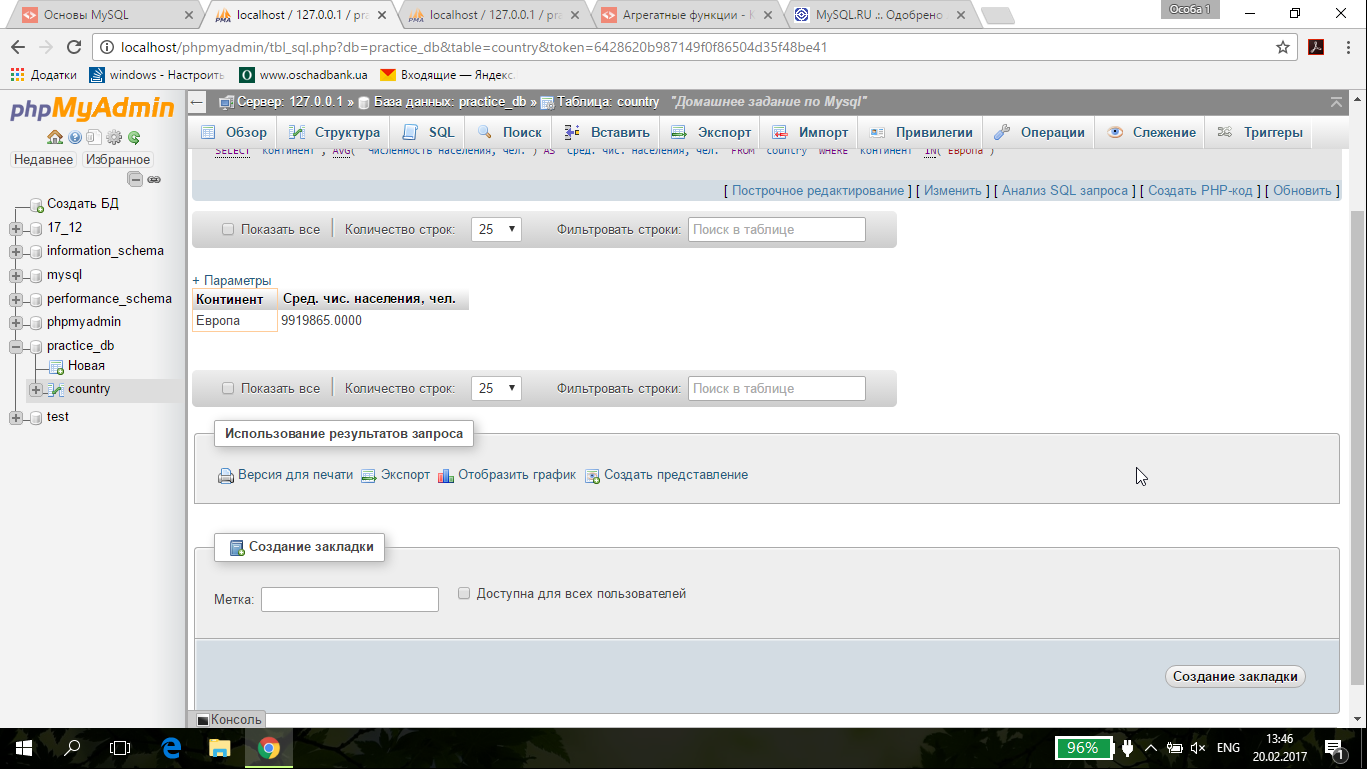 Основы MySQL
localhost / 127.0.0.1 / pra
localhost / 127.0.0.1 / pra
Агрегатные функции - К
MySQL.RU .:. Одобрено
Особа 1
localhost/phpmyadmin/tbl_sql.php?db=practice_db&table=country&token=6428620b987149f0f86504d35f48be41
Додатки
windows - Настроить
www.oschadbank.ua
Входящие — Яндекс.
phpMyAdmin
Недавнее
Избранное
Создать БД
17_12
information_schema
mysql
performance_schema
phpmyadmin
practice_db
Новая
country
test
Сервер: 127.0.0.1 » База данных: practice_db » Таблица: country "Домашнее задание по Mysql"
Обзор Структура SQL Поиск Вставить Экспорт Импорт Привилегии Операции Слежение Триггеры
SELECT `Континент`, AVG(`Численность населения, чел.`) AS `Сред. чис. населения, чел.` FROM `country` WHERE `Континент` IN('Европа')
[ Построчное редактирование ] [ Изменить ] [ Анализ SQL запроса ] [ Создать PHP-код ] [ Обновить ]
Показать все Количество строк: 25 Фильтровать строки: Поиск в таблице
+ Параметры
Континент Сред. чис. населения, чел.
Европа 9919865.0000
Показать все Количество строк: 25 Фильтровать строки: Поиск в таблице
Использование результатов запроса
Версия для печати Экспорт Отобразить график Создать представление
Создание закладки
Метка: Доступна для всех пользователей
Создание закладки
Консоль
96%
ENG
13:46
20.02.2017
1